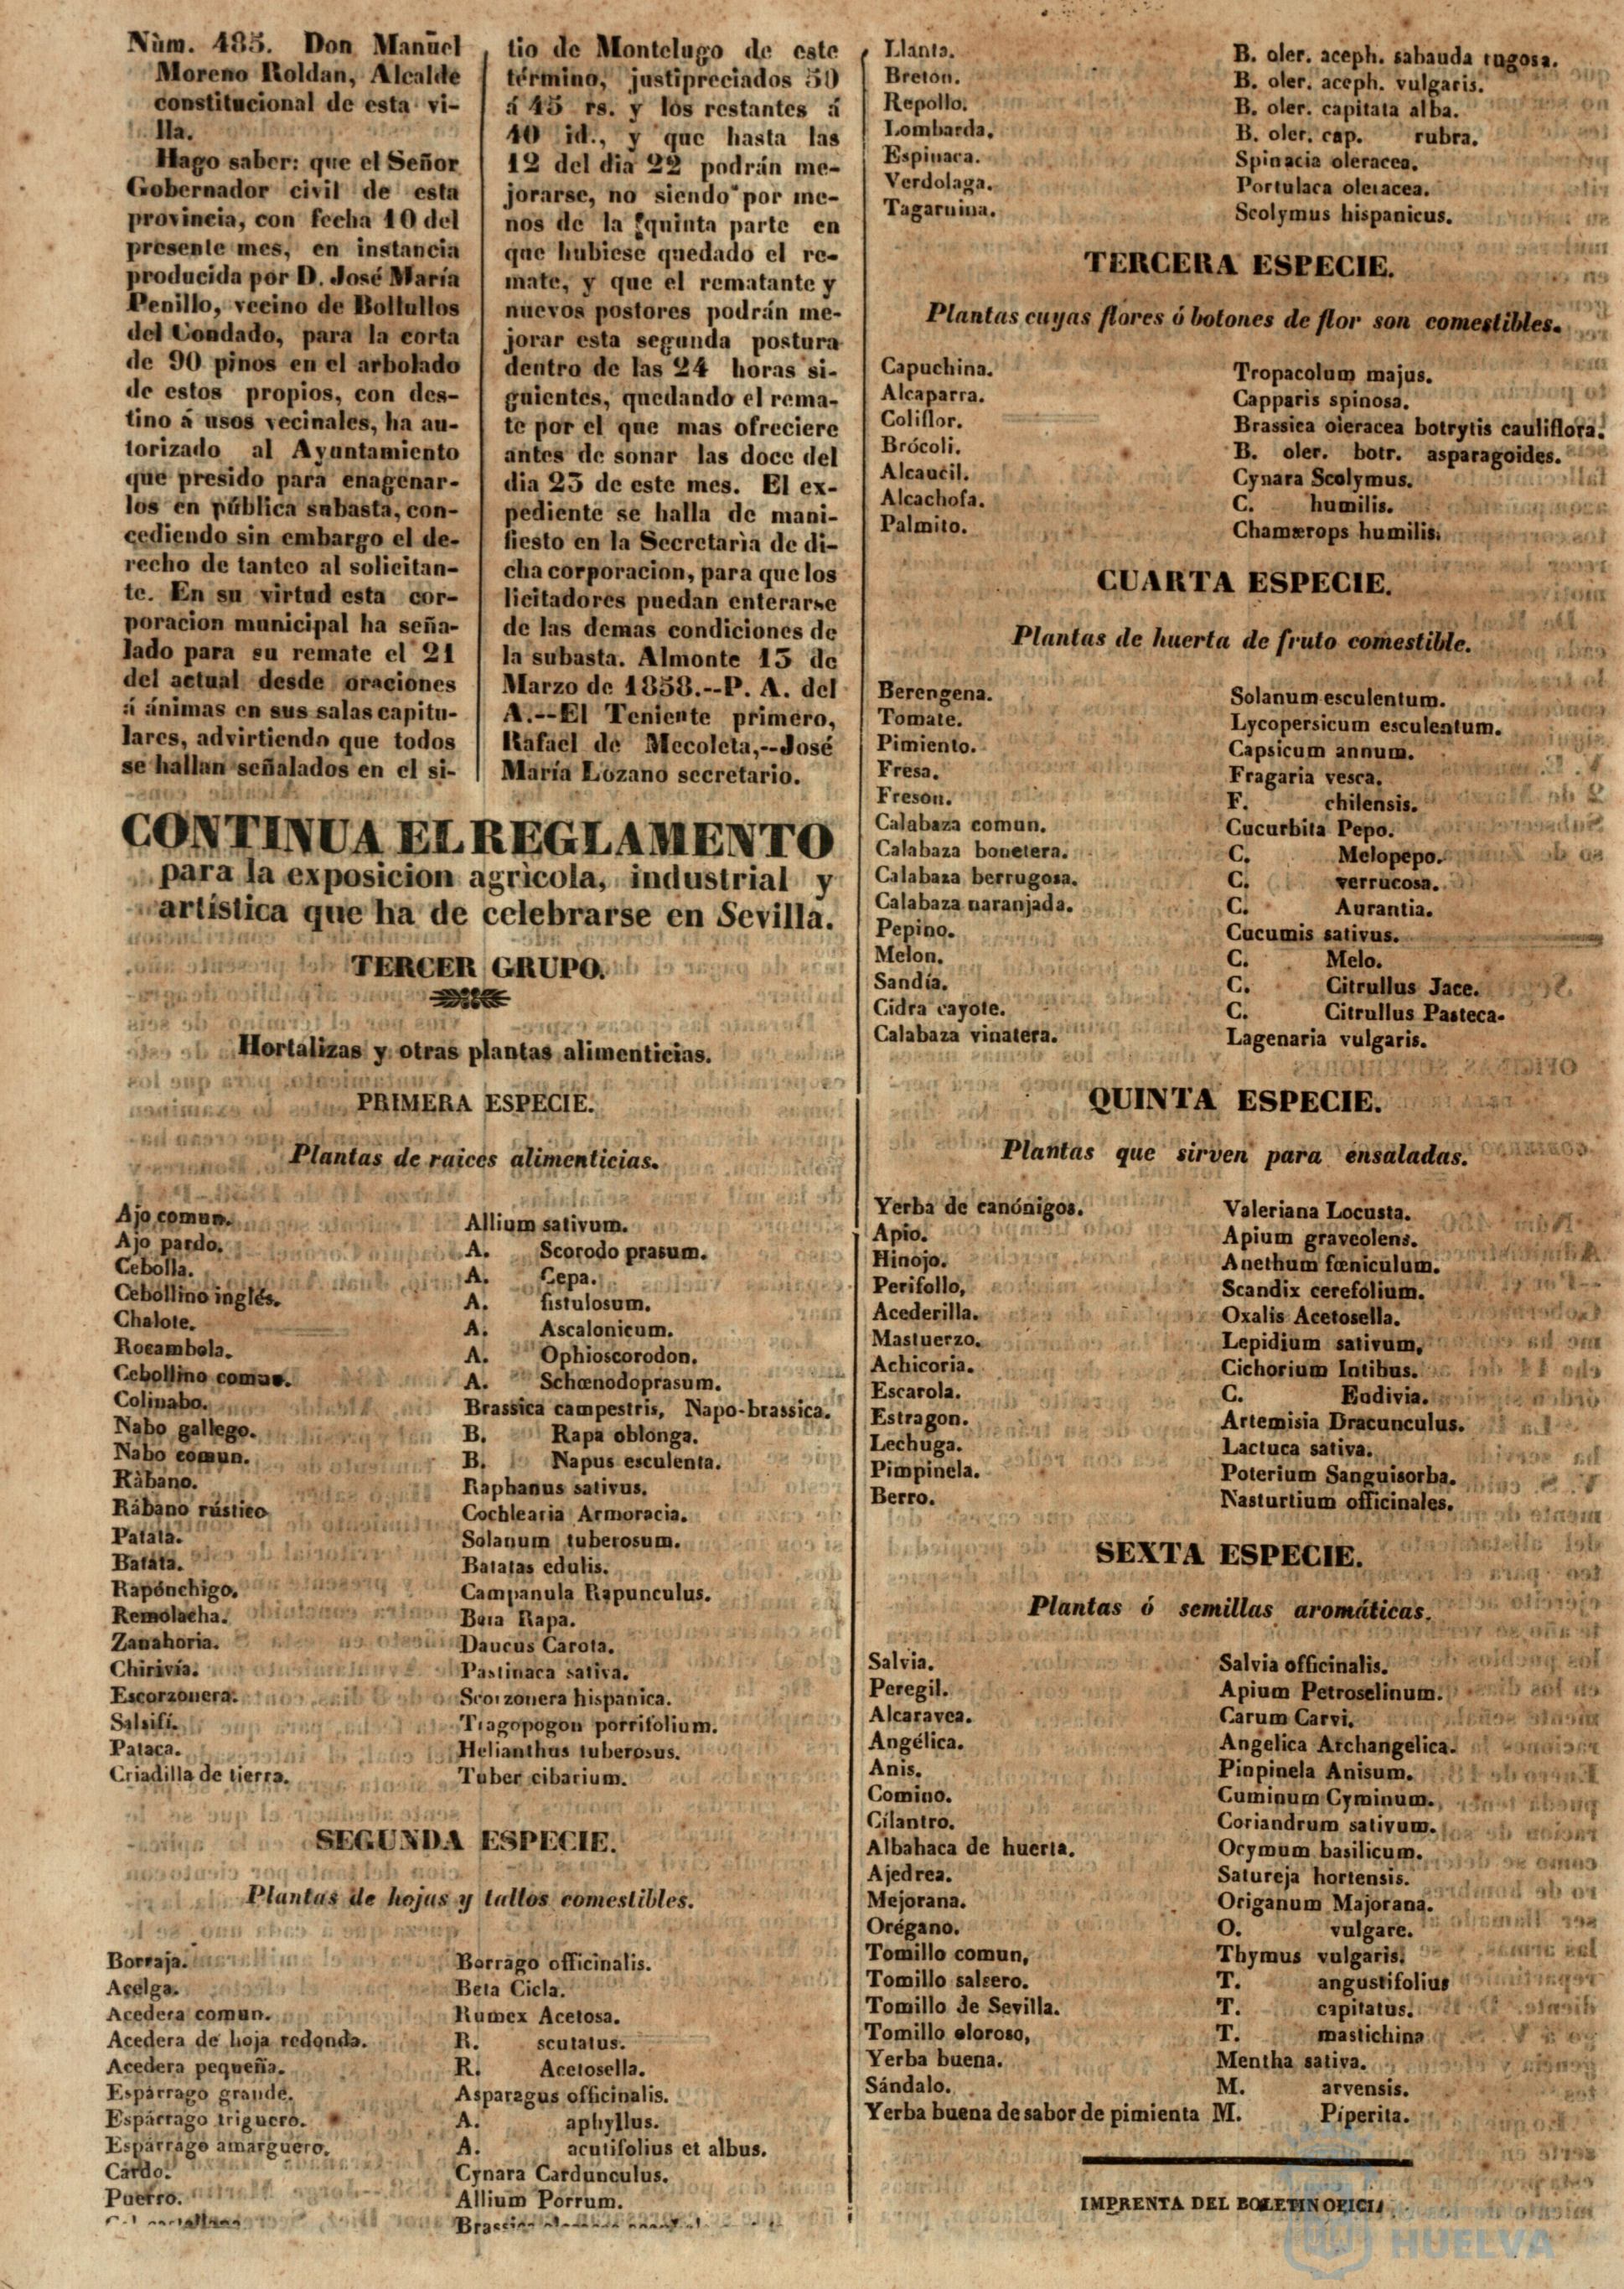 Núm. 485. Don Manuel
Moreno Roldan, Alcalde
constitucional de esta vi-
lla.
Hago saber: que el Señor
Gobernador civil de esta
provincia, con fecha 10 del
presente mes, en instancia
producida por D. José María
Penillo, vecino de Bollullos
del Condado, para la corta
de 90 pinos en el arbolado
de estos propios, con des-
tino á usos vecinales, ha au-
torizado al Ayuntamiento
que presido para enagenar-
los en pública subasta, con-
cediendo sin embargo el de-
recho de tanteo al solicitan-
te. En su virtud esta cor-
poracion municipal ha seña-
lado para su remate el 21
del actual desde oraciones
á ánimas en sus salas capitu-
lares, advirtiendo que todos
se hallan señalados en el si-
tio de Montelugo de este
término, justipreciados 50
á 45 rs. y los restantes á
40 id., y que hasta las
12 del dia 22 podrán me-
jorarse, no siendo por me-
nos de la quinta parte en
que hubiese quedado el re-
mate, y que el rematante y
nuevos postores podrán me-
jorar esta segunda postura
dentro de las 24 horas si-
guientes, quedando el rema-
te por el que mas ofreciere
antes de sonar las doce del
dia 23 de este mes. El ex-
pediente se halla de mani-
fiesto en la Secretaría de di-
cha corporacion, para que los
licitadores puedan enterarse
de las demas condiciones de
la subasta. Almonte 13 de
Marzo de 1858.--P. A. del
A.--El Teniente primero,
Rafael de Mecoleta,--José
María Lozano secretario.
CONTINUA EL REGLAMENTO
para la exposicion agrìcola, industrial y
artística que ha de celebrarse en Sevilla.
TERCER GRUPO.
Hortalizas y otras plantas alimenticias.
PRIMERA ESPECIE.
Plantas de raices alimenticias.
Ajo comun. Allium sativum.
Ajo pardo. A. Scorodo prasum.
Cebolla. A. Cepa.
Cebollino inglés. A. fistulosum.
Chalote. A. Ascalonicum.
Rocambola. A. Ophioscorodon.
Cebollino comun. A. Schœnodoprasum.
Colinabo. Brassica campestris, Napo-brassica.
Nabo gallego. B. Rapa oblonga.
Nabo comun. B. Napus esculenta.
Rábano. Raphanus sativus.
Rábano rústico Cochlearia Armoracia.
Patata. Solanum tuberosum.
Batata. Batatas edulis.
Rapónchigo. Campanula Rapunculus.
Remolacha. Beta Rapa.
Zanahoria. Daucus Carota.
Chirivía. Pastinaca sativa.
Escorzonera. Scorzonera hispanica.
Salsifí. Tragopogon porrifolium.
Pataca. Helianthus tuberosus.
Criadilla de tierra. Tuber cibarium.
SEGUNDA ESPECIE.
Plantas de hojas y tallos comestibles.
Borraja. Borrago officinalis.
Acelga. Beta Cicla.
Acedera comun. Rumex Acetosa.
Acedera de hoja redonda. R. scutatus.
Acedera pequeña. R. Acetosella.
Espárrago grande. Asparagus officinalis.
Espárrago triguero. A. aphyllus.
Espárrago amarguero. A. acutifolius et albus.
Cardo. Cynara Cardunculus.
Puerro. Allium Porrum.
Llanta. B. oler. aceph. sabauda rugosa.
Breton. B. oler. aceph. vulgaris.
Repollo. B. oler. capitata alba.
Lombarda. B. oler. cap. rubra.
Espinaca. Spinacia oleracea.
Verdolaga. Portulaca oleracea.
Tagarnina. Scolymus hispanicus.
TERCERA ESPECIE.
Plantas cuyas flores ó botones de flor son comestibles.
Capuchina. Tropacolum majus.
Alcaparra. Capparis spinosa.
Coliflor. Brassica oieracea botrytis cauliflora.
Brócoli. B. oler. botr. asparagoides.
Alcaucil. Cynara Scolymus.
Alcachofa. C. humilis.
Palmito. Chamærops humilis.
CUARTA ESPECIE.
Plantas de huerta de fruto comestible.
Berengena. Solanum esculentum.
Tomate. Lycopersicum esculentum.
Pimiento. Capsicum annum.
Fresa. Fragaria vesca.
Freson. F. chilensis.
Calabaza comun. Cucurbita Pepo.
Calabaza bonetera. C. Melopepo.
Calabaza berrugosa. C. verrucosa.
Calabaza naranjada. C. Aurantia.
Pepino. Cucumis sativus.
Melon. C. Melo.
Sandía. C. Citrullus Jace.
Cidra cayote. C. Citrullus Pasteca.
Calabaza vinatera. Lagenaria vulgaris.
QUINTA ESPECIE.
Plantas que sirven para ensaladas.
Yerba de canónigos. Valeriana Locusta.
Apio. Apium graveolens.
Hinojo. Anethum fœniculum.
Perifollo, Scandix cerefolium.
Acederilla. Oxalis Acetosella.
Mastuerzo. Lepidium sativum,
Achicoria. Cichorium Intibus.
Escarola. C. Endivia.
Estragon. Artemisia Dracunculus.
Lechuga. Lactuca sativa.
Pimpinela. Poterium Sanguisorba.
Berro. Nasturtium officinales.
SEXTA ESPECIE.
Plantas ó semillas aromáticas.
Salvia. Salvia officinalis.
Peregil. Apium Petroselinum.
Alcaravea. Carum Carvi.
Angélica. Angelica Archangelica.
Anis. Pinpinela Anisum.
Comino. Cuminum Cyminum.
Cilantro. Coriandrum sativum.
Albahaca de huerta. Ocymum basilicum.
Ajedrea. Satureja hortensis.
Mejorana. Origanum Majorana.
Orégano. O. vulgare.
Tomillo comun, Thymus vulgaris.
Tomillo salsero. T. angustifolius
Tomillo de Sevilla. T. capitatus.
Tomillo oloroso, T. mastichina
Yerba buena. Mentha sativa.
Sándalo. M. arvensis.
Yerba buena de sabor de pimienta M. Piperita.
IMPRENTA DEL BOLETIN
HUELVA